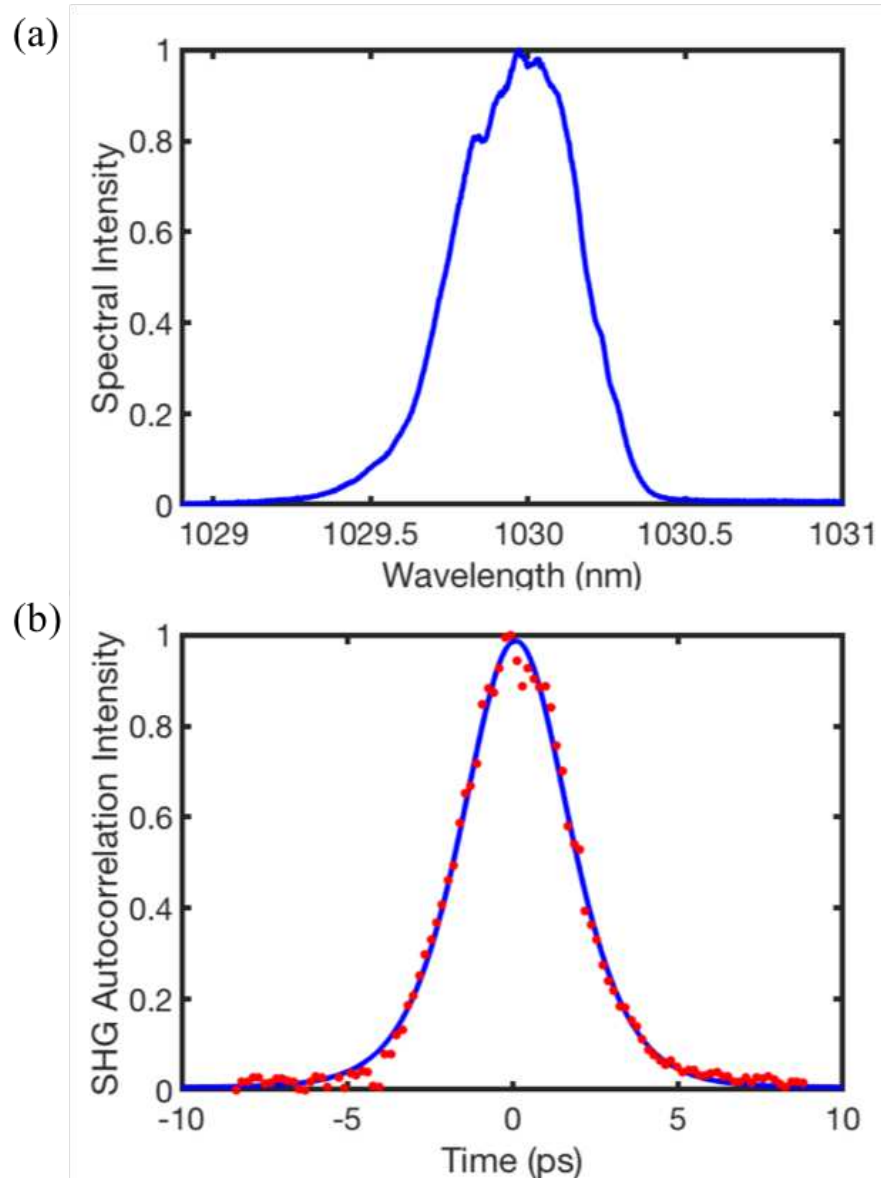 (a)
Spectral Intensity
1
0.8
0.6
0.4
0.2
0
1029 1029.5 1030 1030.5 1031
Wavelength (nm)
(b)
SHG Autocorrelation Intensity
1
0.8
0.6
0.4
0.2
0
-10 -5 0 5 10
Time (ps)